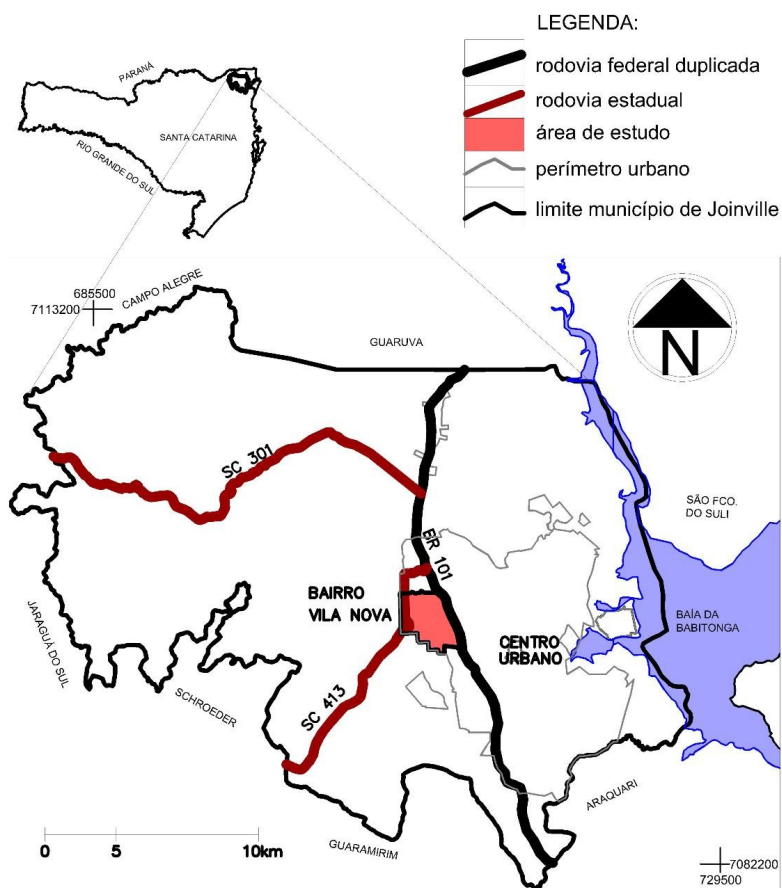 LEGENDA:
rodovia federal duplicada
rodovia estadual
área de estudo
perímetro urbano
limite município de Joinville
PARANÁ
SANTA CATARINA
RIO GRANDE DO SUL
CAMPO ALEGRE
685500
7113200
GUARUVA
N
SC 301
BR 101
SÃO FCO.
DO SULI
BAIRRO
VILA NOVA
BAÍA DA
BABITONGA
CENTRO
URBANO
JARAGUÁ DO SUL
SCHROEDER
SC 413
ARAQUARI
GUARAMIRIM
0 5 10km
7082200
729500